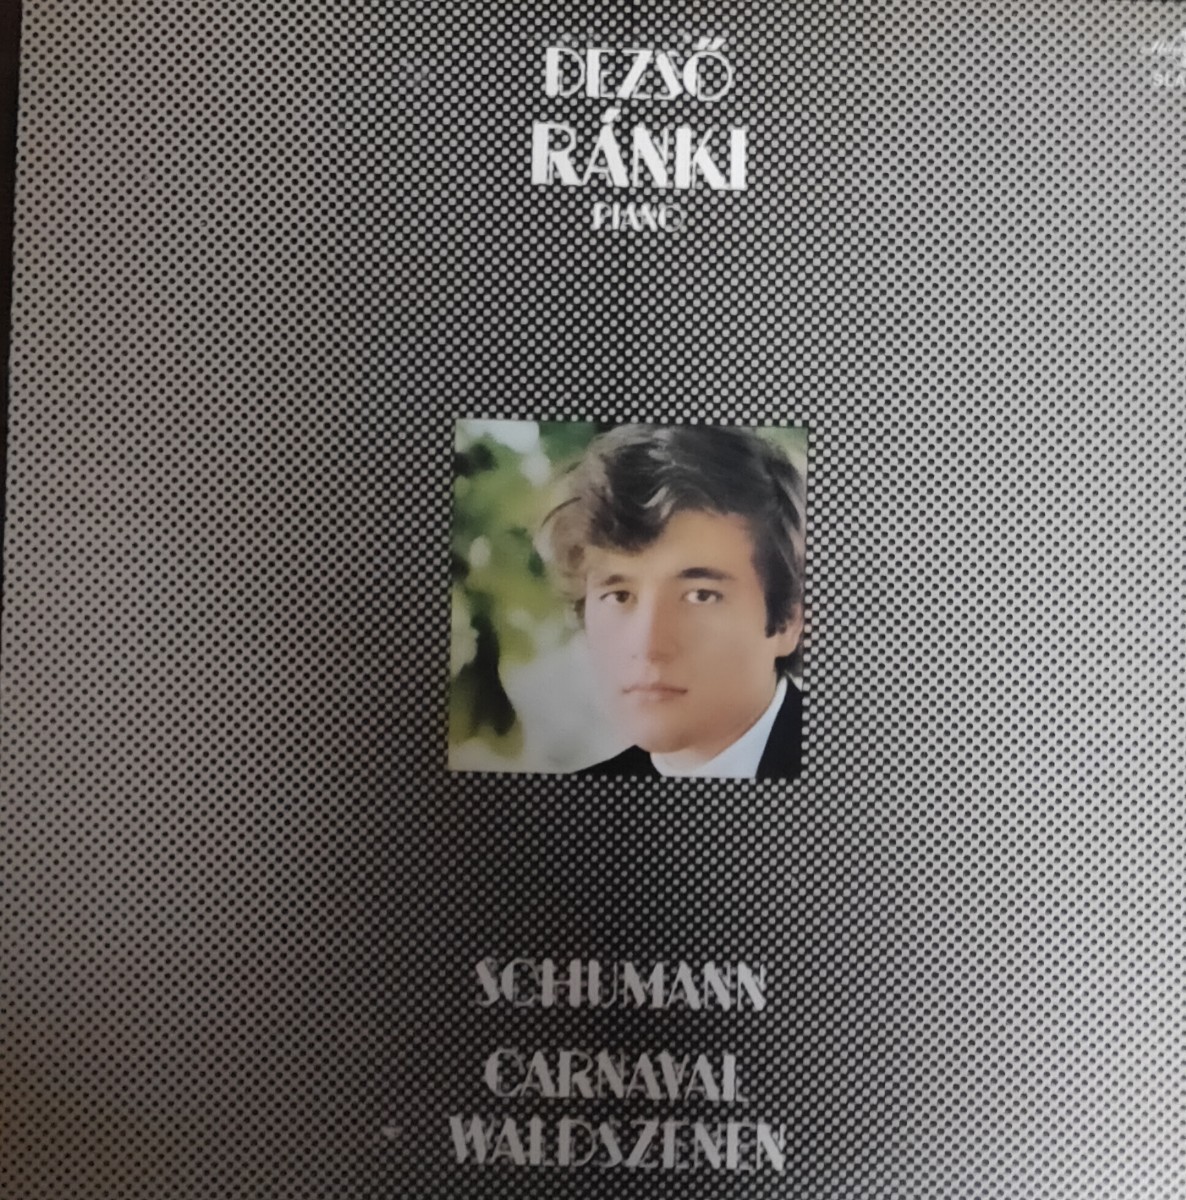 DEZSŐ
RÁNKI
PIANO
SCHUMANN
CARNAVAL
WALDSZENEN